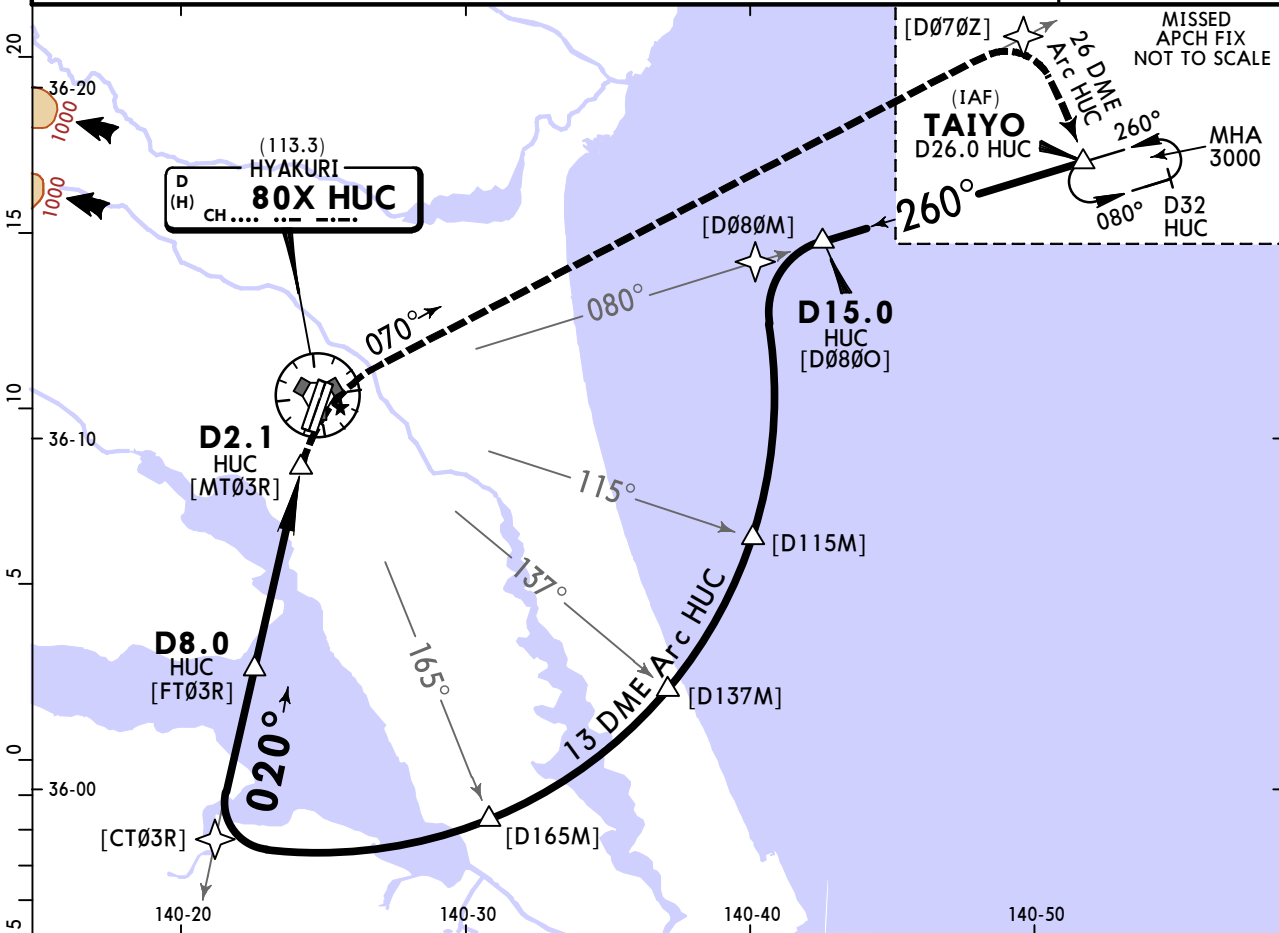 20
15
10
5
0
5
36-20
36-10
36-00
140-20
140-30
140-40
140-50
1000
1000
(113.3)
HYAKURI
D
(H)
80X HUC
CH
[DØ7ØZ]
26 DME
Arc HUC
MISSED
APCH FIX
NOT TO SCALE
(IAF)
TAIYO
D26.0 HUC
260°
MHA
3000
080°
D32
HUC
260°
[DØ8ØM]
080°
D15.0
HUC
[DØ8ØO]
070°
D2.1
HUC
[MTØ3R]
115°
[D115M]
137°
[D137M]
13 DME Arc HUC
165°
[D165M]
D8.0
HUC
[FTØ3R]
020°
[CTØ3R]